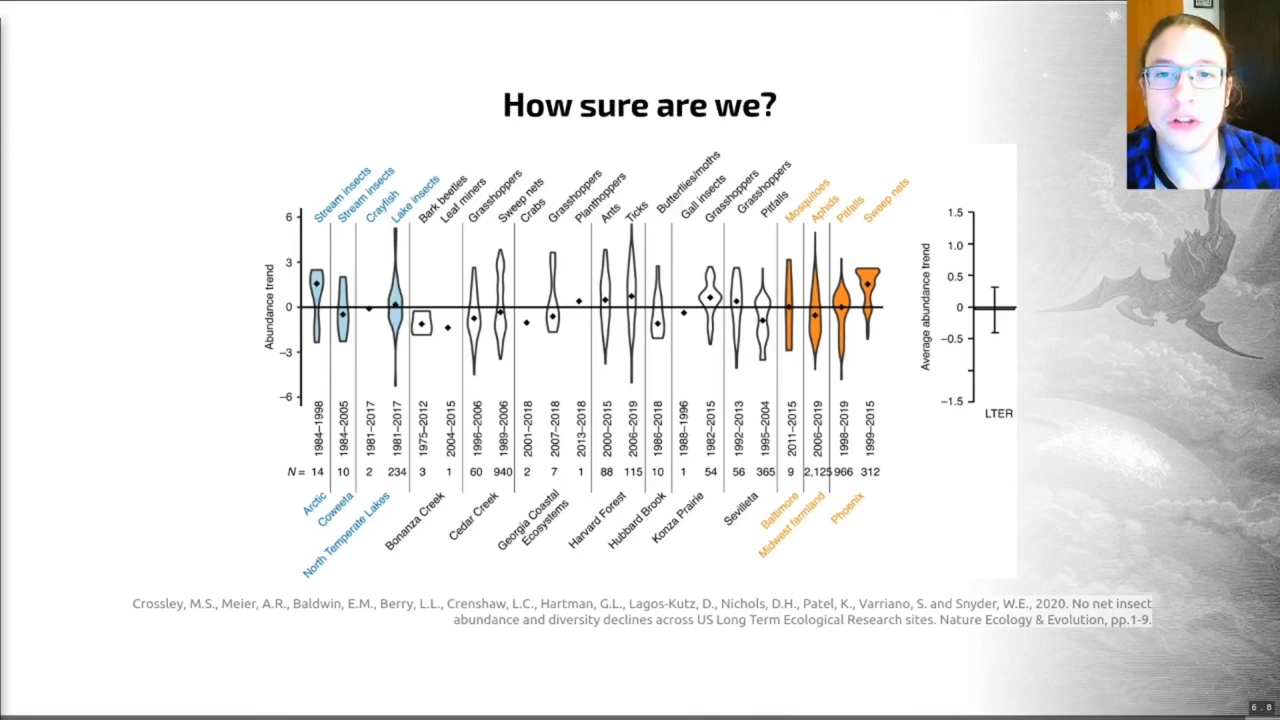 How sure are we?
Stream insects
Stream insects
Crayfish
Lake insects
Bark beetles
Leaf miners
Grasshoppers
Sweep nets
Crabs
Grasshoppers
Planthoppers
Ants
Ticks
Butterflies/moths
Gall insects
Grasshoppers
Grasshoppers
Pitfalls
Mosquitoes
Aphids
Pitfalls
Sweep nets
Abundance trend
6
3
0
−3
−6
1984–1998
1984–2005
1981–2017
1981–2017
1975–2012
2004–2015
1996–2006
1989–2006
2001–2018
2007–2018
2013–2018
2000–2015
2006–2019
1986–2018
1988–1996
1982–2015
1992–2013
1995–2004
2011–2015
2006–2019
1998–2019
1999–2015
N = 14 10 2 234 3 1 60 940 2 7 1 88 115 10 1 54 56 365 9 2,125 966 312
Arctic
Coweeta
North Temperate Lakes
Bonanza Creek
Cedar Creek
Georgia Coastal
Ecosystems
Harvard Forest
Hubbard Brook
Konza Prairie
Sevilleta
Baltimore
Midwest farmland
Phoenix
Average abundance trend
1.5
1.0
0.5
0
−0.5
−1.5
LTER
Crossley, M.S., Meier, A.R., Baldwin, E.M., Berry, L.L., Crenshaw, L.C., Hartman, G.L., Lagos-Kutz, D., Nichols, D.H., Patel, K., Varriano, S. and Snyder, W.E., 2020. No net insect
abundance and diversity declines across US Long Term Ecological Research sites. Nature Ecology & Evolution, pp.1-9.
6 . 8